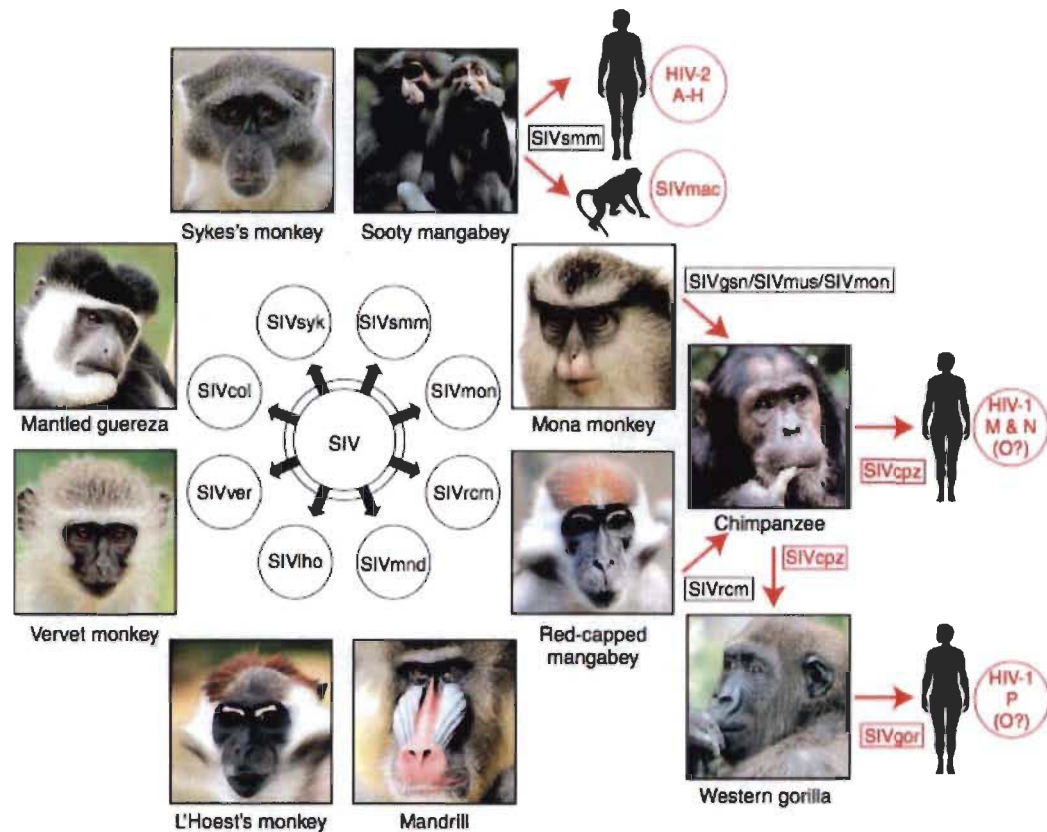 HIV-2
A-H
SIVsmm
SIVmac
Sykes's monkey
Sooty mangabey
SIVgsn/SIVmus/SIVmon
SIVsyk
SIVsmm
SIVcol
SIVmon
Mantled guereza
Mona monkey
SIV
HIV-1
M & N
(O?)
SIVcpz
SIVver
SIVrcm
Chimpanzee
SIVlho
SIVmnd
SIVcpz
SIVrcm
Vervet monkey
Red-capped
mangabey
HIV-1
P
(O?)
SIVgor
L'Hoest's monkey
Mandrill
Western gorilla